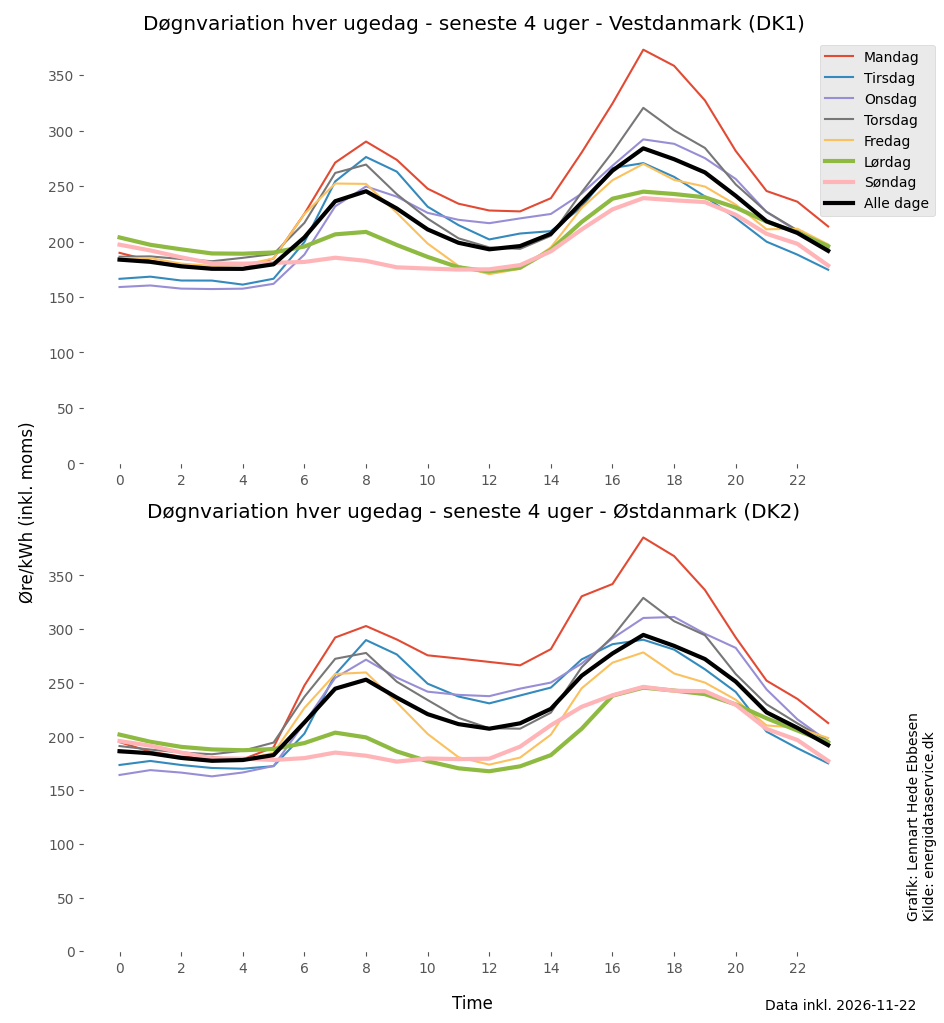 Døgnvariation hver ugedag - seneste 4 uger - Vestdanmark (DK1)
350
300
250
200
150
100
50
0
0 2 4 6 8 10 12 14 16 18 20 22
Mandag
Tirsdag
Onsdag
Torsdag
Fredag
Lørdag
Søndag
Alle dage
Øre/kWh (inkl. moms)
Døgnvariation hver ugedag - seneste 4 uger - Østdanmark (DK2)
350
300
250
200
150
100
50
0
0 2 4 6 8 10 12 14 16 18 20 22
Time
Grafik: Lennart Hede Ebbesen
Kilde: energidataservice.dk
Data inkl. 2026-11-22